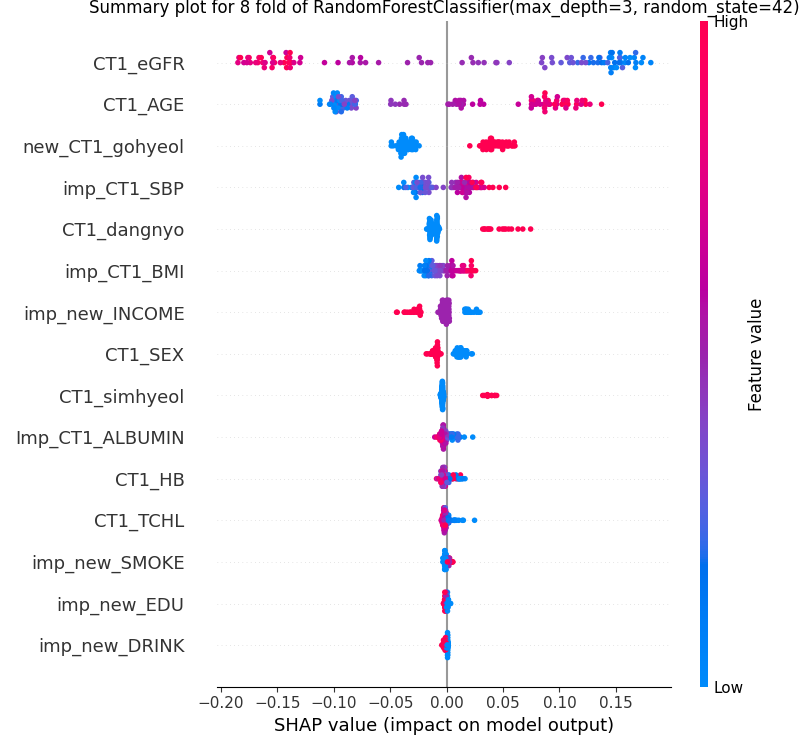 Summary plot for 8 fold of RandomForestClassifier(max_depth=3, random_state=42)
High
CT1_eGFR
CT1_AGE
new_CT1_gohyeol
imp_CT1_SBP
CT1_dangnyo
imp_CT1_BMI
imp_new_INCOME
CT1_SEX
CT1_simhyeol
Imp_CT1_ALBUMIN
CT1_HB
CT1_TCHL
imp_new_SMOKE
imp_new_EDU
imp_new_DRINK
Feature value
Low
−0.20 −0.15 −0.10 −0.05 0.00 0.05 0.10 0.15
SHAP value (impact on model output)